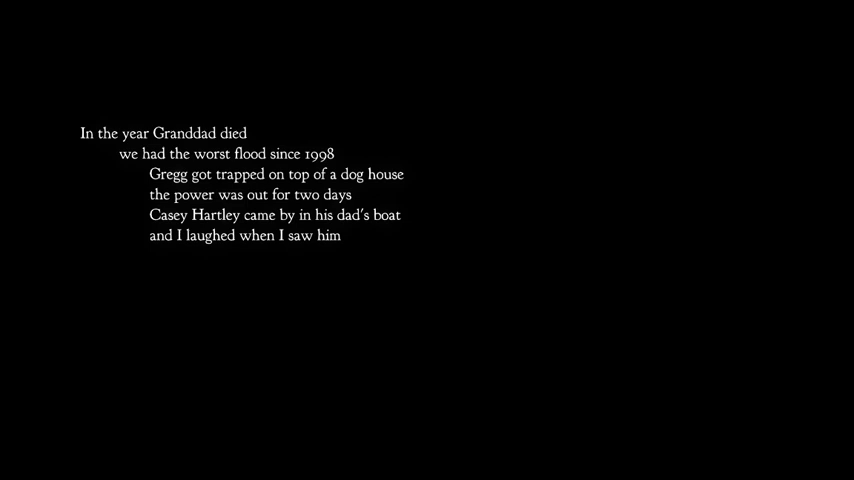 In the year Granddad died
we had the worst flood since 1998
Gregg got trapped on top of a dog house
the power was out for two days
Casey Hartley came by in his dad's boat
and I laughed when I saw him